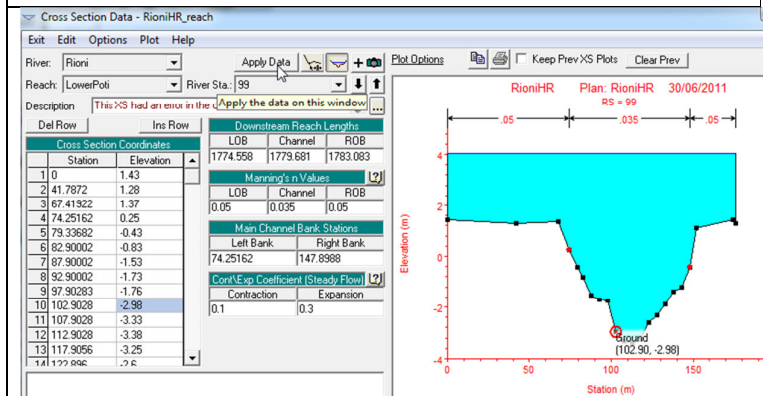 Cross Section Data - RioniHR_reach
Exit Edit Options Plot Help
River: Rioni Apply Data Plot Options Keep Prev XS Plots Clear Prev
Reach: LowerPoti River Sta.: 99
Description This XS had an error in the Apply the data on this window ...
Del Row Ins Row
Cross Section Coordinates
Station Elevation
1 0 1.43
2 41.7872 1.28
3 67.41922 1.37
4 74.25162 0.25
5 79.33682 -0.43
6 82.90002 -0.83
7 87.90002 -1.53
8 92.90002 -1.73
9 97.90283 -1.76
10 102.9028 -2.98
11 107.9028 -3.33
12 112.9028 -3.38
13 117.9056 -3.25
14 122.896 -2.6
Downstream Reach Lengths
LOB Channel ROB
1774.558 1779.681 1783.083
Manning's n Values ?
LOB Channel ROB
0.05 0.035 0.05
Main Channel Bank Stations
Left Bank Right Bank
74.25162 147.8988
Cont\Exp Coefficient (Steady Flow) ?
Contraction Expansion
0.1 0.3
RioniHR Plan: RioniHR 30/06/2011
RS = 99
.05 .035 .05
Elevation (m)
4
2
0
-2
-4
Ground
(102.90, -2.98)
0 50 100 150
Station (m)